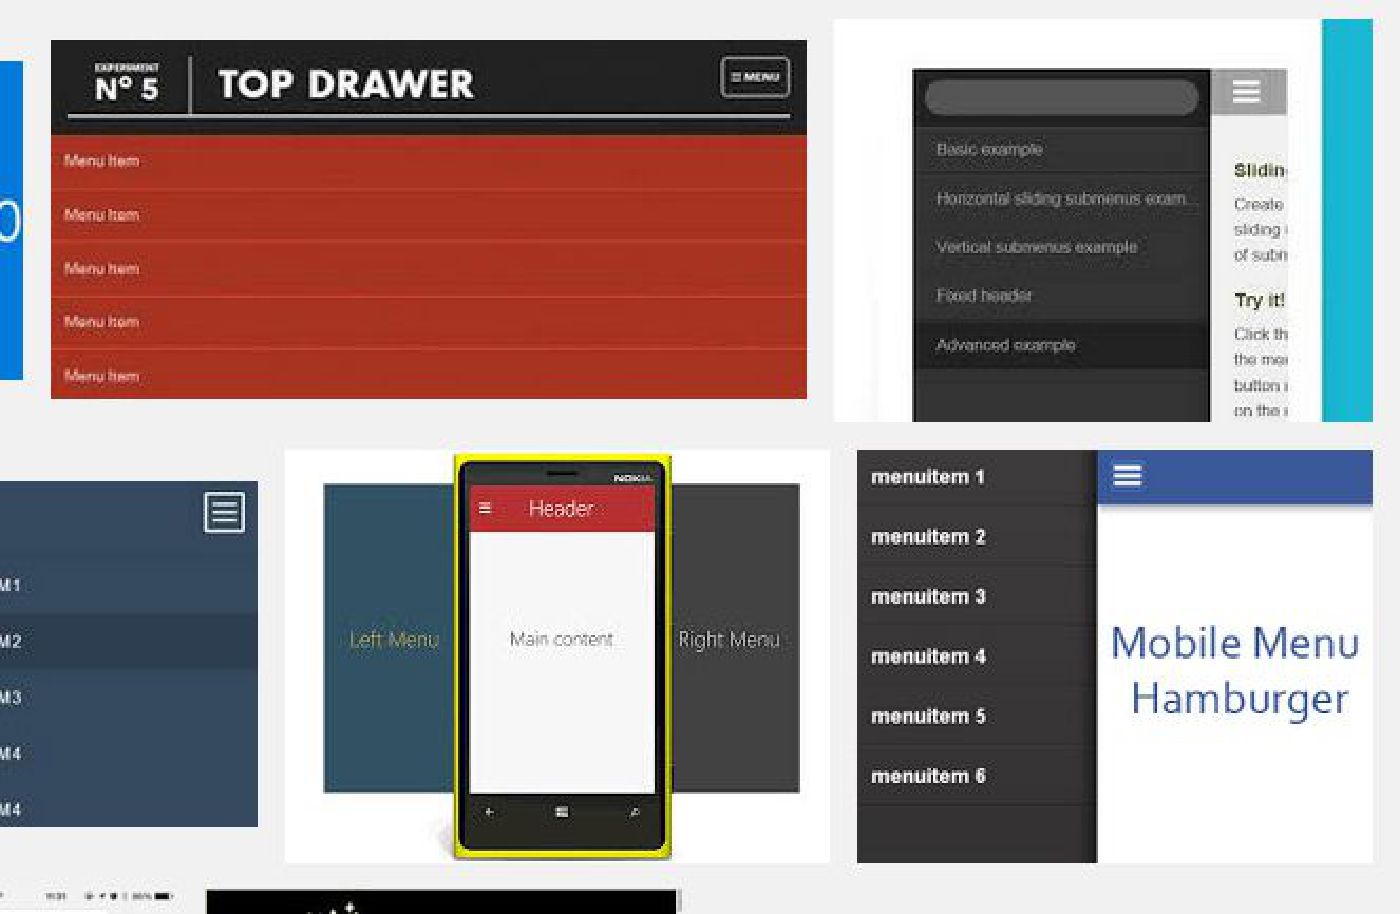 EXPERIMENT
Nº 5
TOP DRAWER
MENU
Menu Item
Menu Item
Menu Item
Menu Item
Menu Item
Basic example
Horizontal sliding submenus exam...
Vertical submenus example
Fixed header
Advanced example
Slidin
Create
sliding
of subm
Try it!
Click th
the me
button
on the
M1
M2
M3
M4
M4
NOKIA
Header
Left Menu
Main content
Right Menu
menuitem 1
menuitem 2
menuitem 3
menuitem 4
menuitem 5
menuitem 6
Mobile Menu
Hamburger